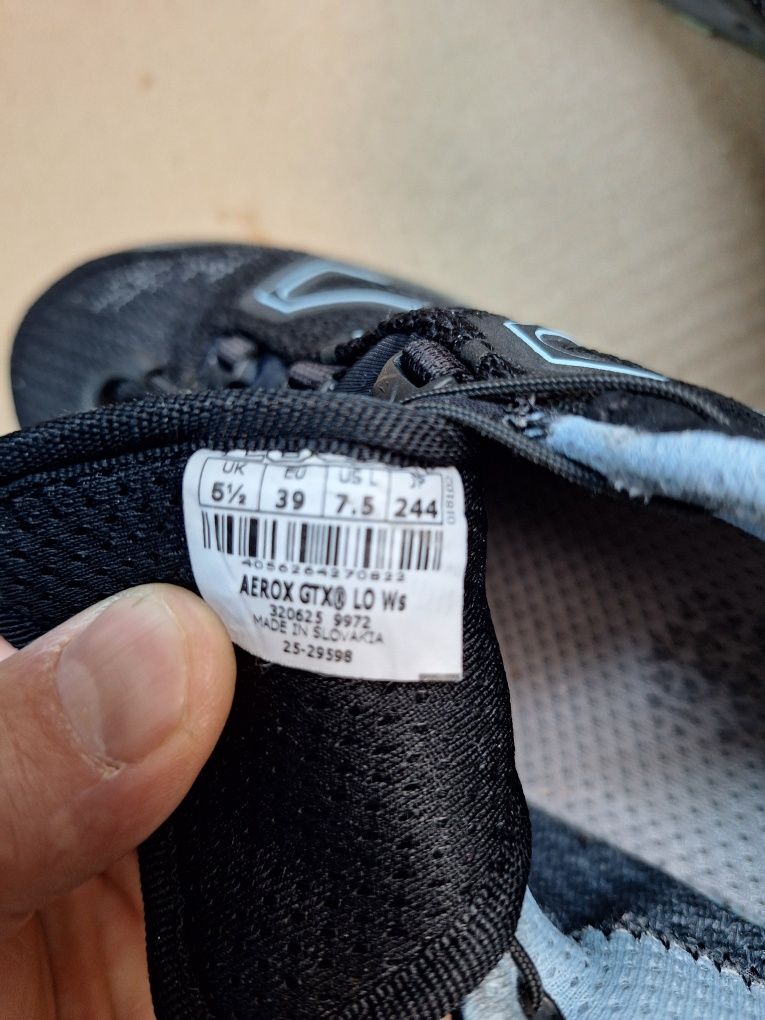 UK EU US L JP
5½ 39 7.5 244
4056264270822
AEROX GTX® LO Ws
320625 9972
MADE IN SLOVAKIA
25-29598